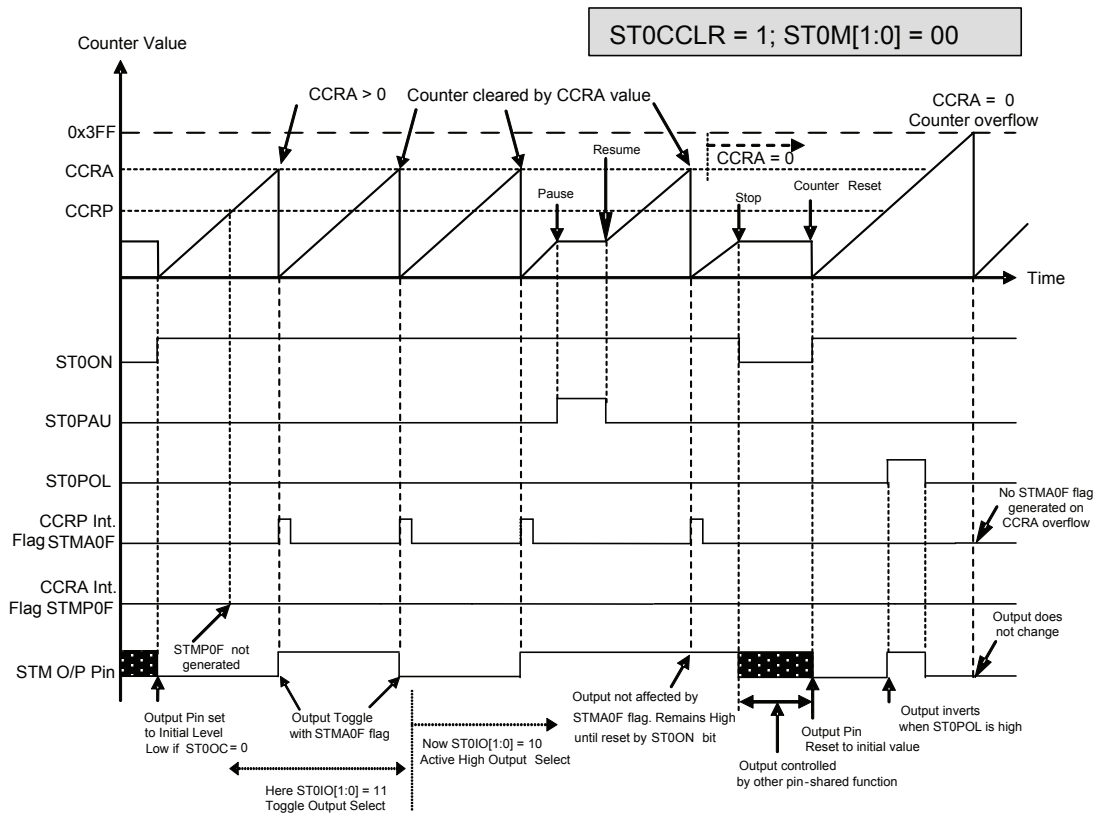 ST0CCLR = 1; ST0M[1:0] = 00
Counter Value
CCRA > 0
Counter cleared by CCRA value
CCRA = 0
Counter overflow
0x3FF
Resume
CCRA = 0
CCRA
Pause
Stop
Counter Reset
CCRP
Time
ST0ON
ST0PAU
ST0POL
No STMA0F flag
generated on
CCRA overflow
CCRP Int.
Flag STMA0F
CCRA Int.
Flag STMP0F
STMP0F not
generated
Output does
not change
STM O/P Pin
Output Pin set
to Initial Level
Low if ST0OC = 0
Output Toggle
with STMA0F flag
Now ST0IO[1:0] = 10
Active High Output Select
Output not affected by
STMA0F flag. Remains High
until reset by ST0ON bit
Output Pin
Reset to initial value
Output inverts
when ST0POL is high
Output controlled
by other pin-shared function
Here ST0IO[1:0] = 11
Toggle Output Select